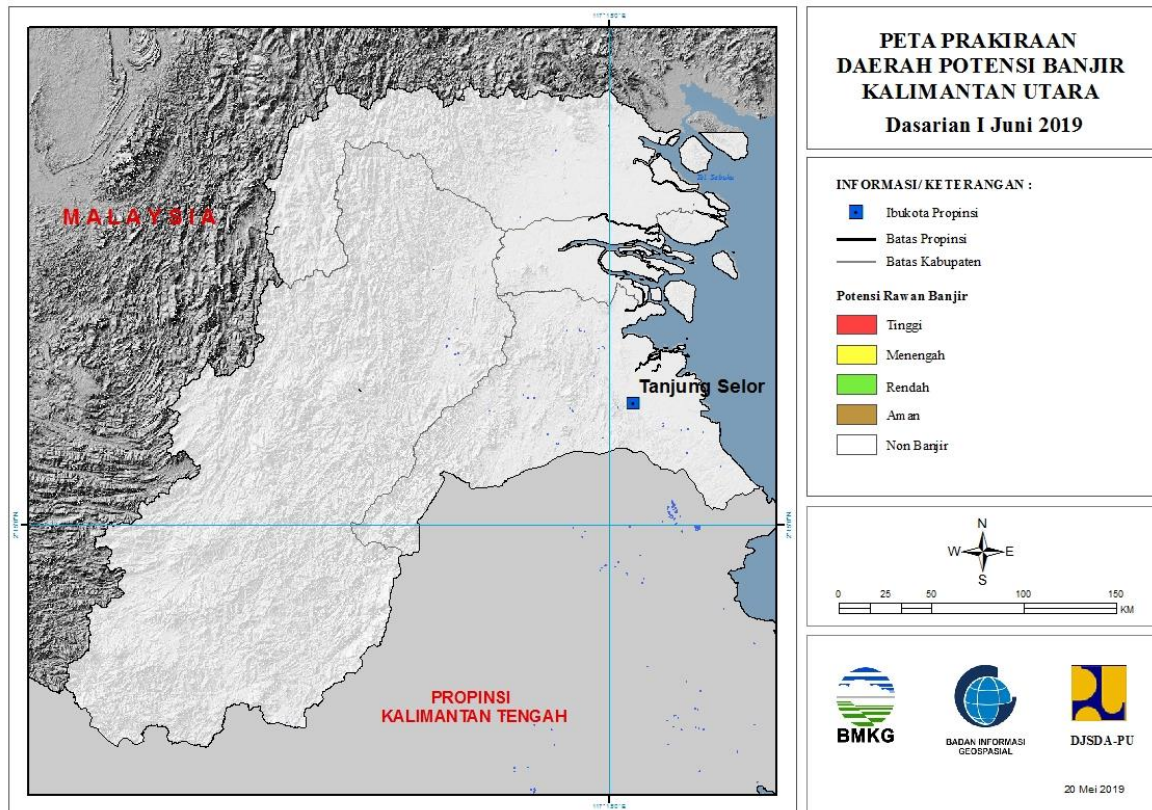 MALAYSIA
Tanjung Selor
PROPINSI
KALIMANTAN TENGAH
PETA PRAKIRAAN
DAERAH POTENSI BANJIR
KALIMANTAN UTARA
Dasarian I Juni 2019
INFORMASI/ KETERANGAN :
Ibukota Propinsi
Batas Propinsi
Batas Kabupaten
Potensi Rawan Banjir
Tinggi
Menengah
Rendah
Aman
Non Banjir
N
W E
S
0 25 50 100 150
KM
BMKG
BADAN INFORMASI
GEOSPASIAL
DJSDA-PU
20 Mei 2019